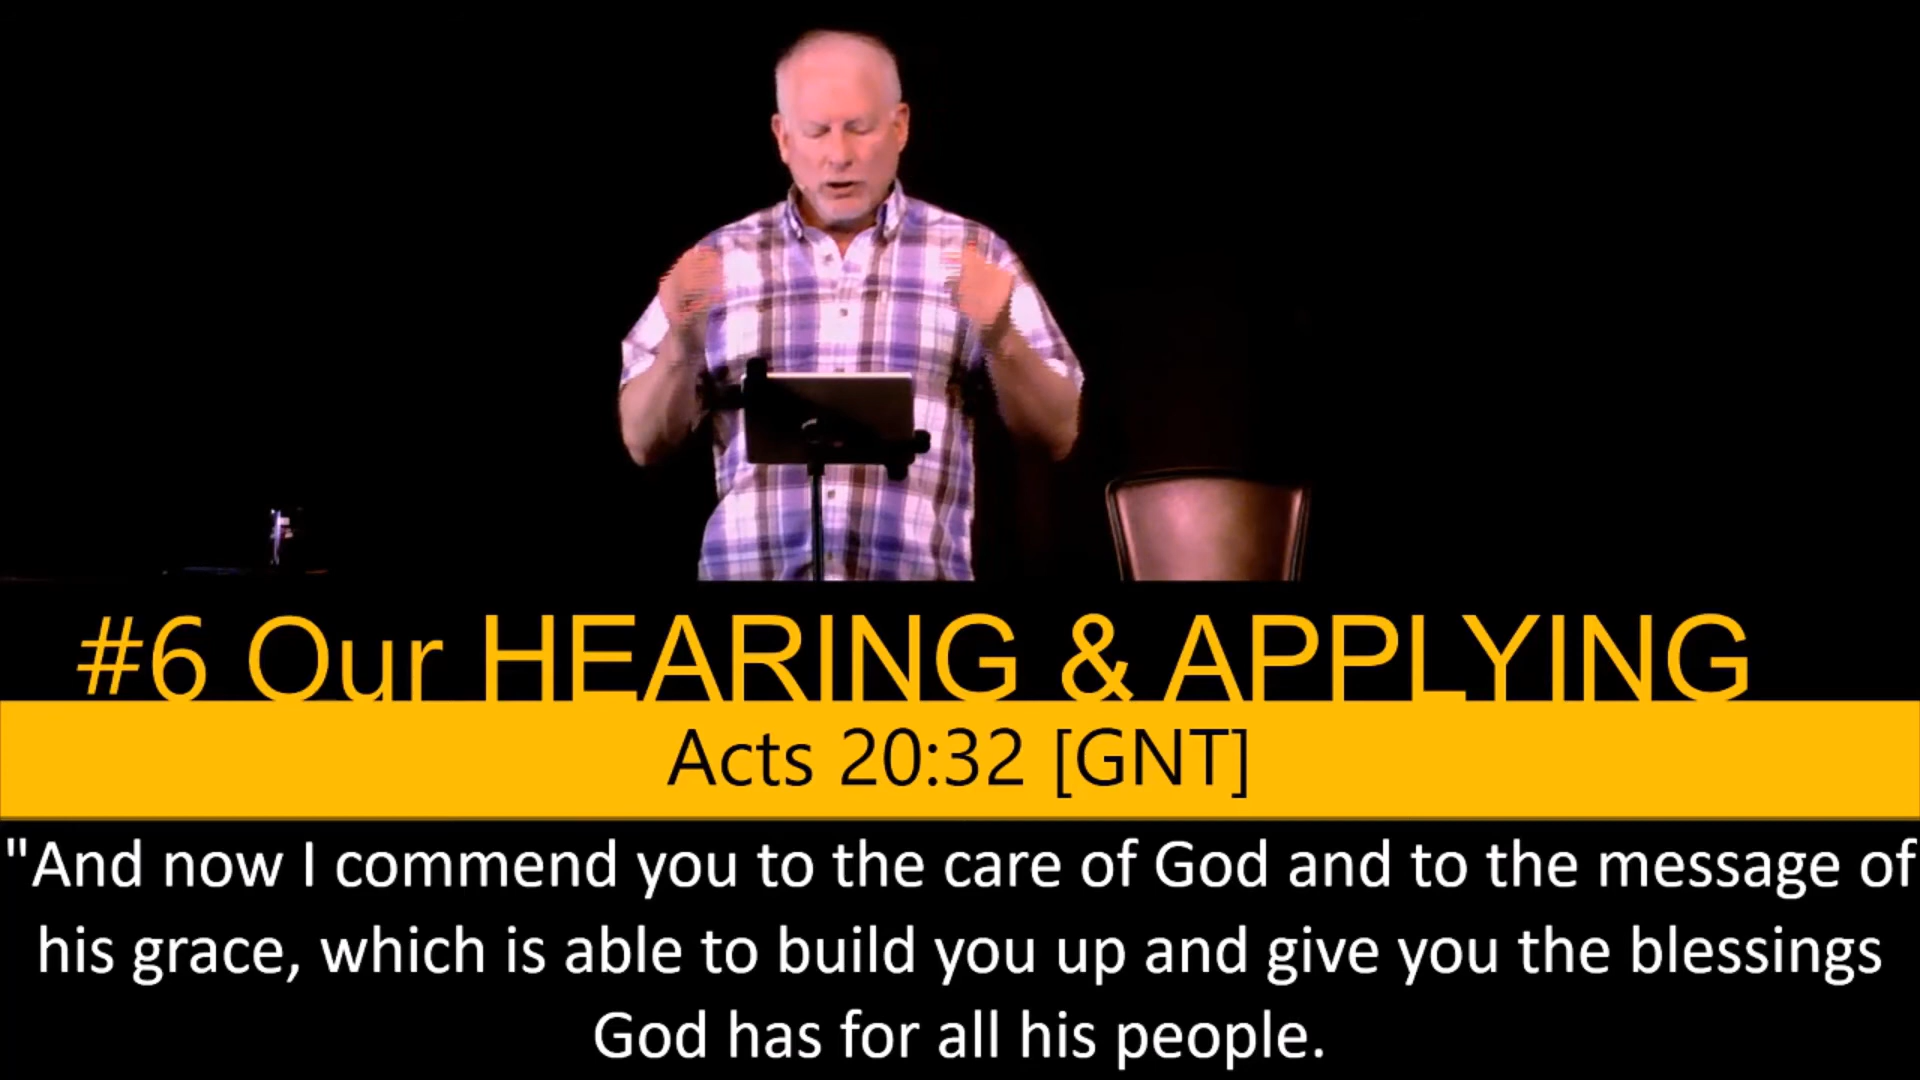 #6 Our HEARING & APPLYING
Acts 20:32 [GNT]
"And now I commend you to the care of God and to the message of
his grace, which is able to build you up and give you the blessings
God has for all his people.